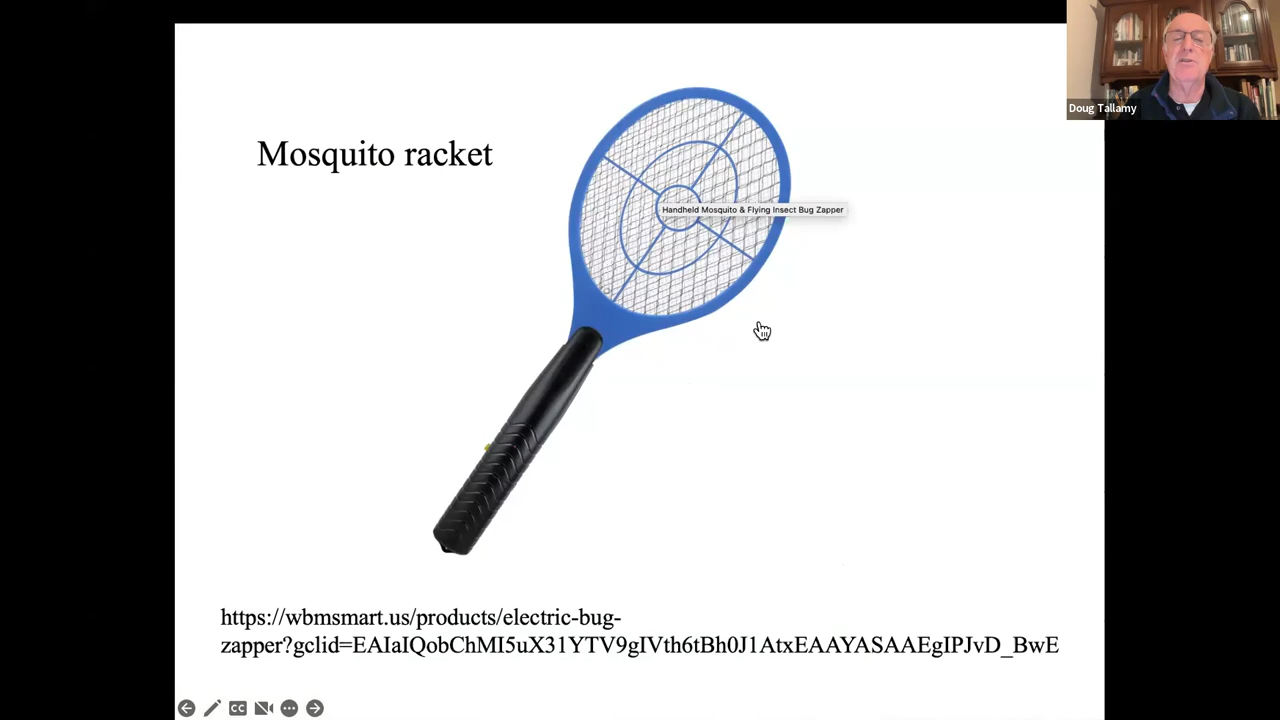 Doug Tallamy
Mosquito racket
Handheld Mosquito & Flying Insect Bug Zapper
https://wbmsmart.us/products/electric-bug-
zapper?gclid=EAIaIQobChMI5uX31YTV9gIVth6tBh0J1AtxEAAYASAAEgIPJvD_BwE
CC